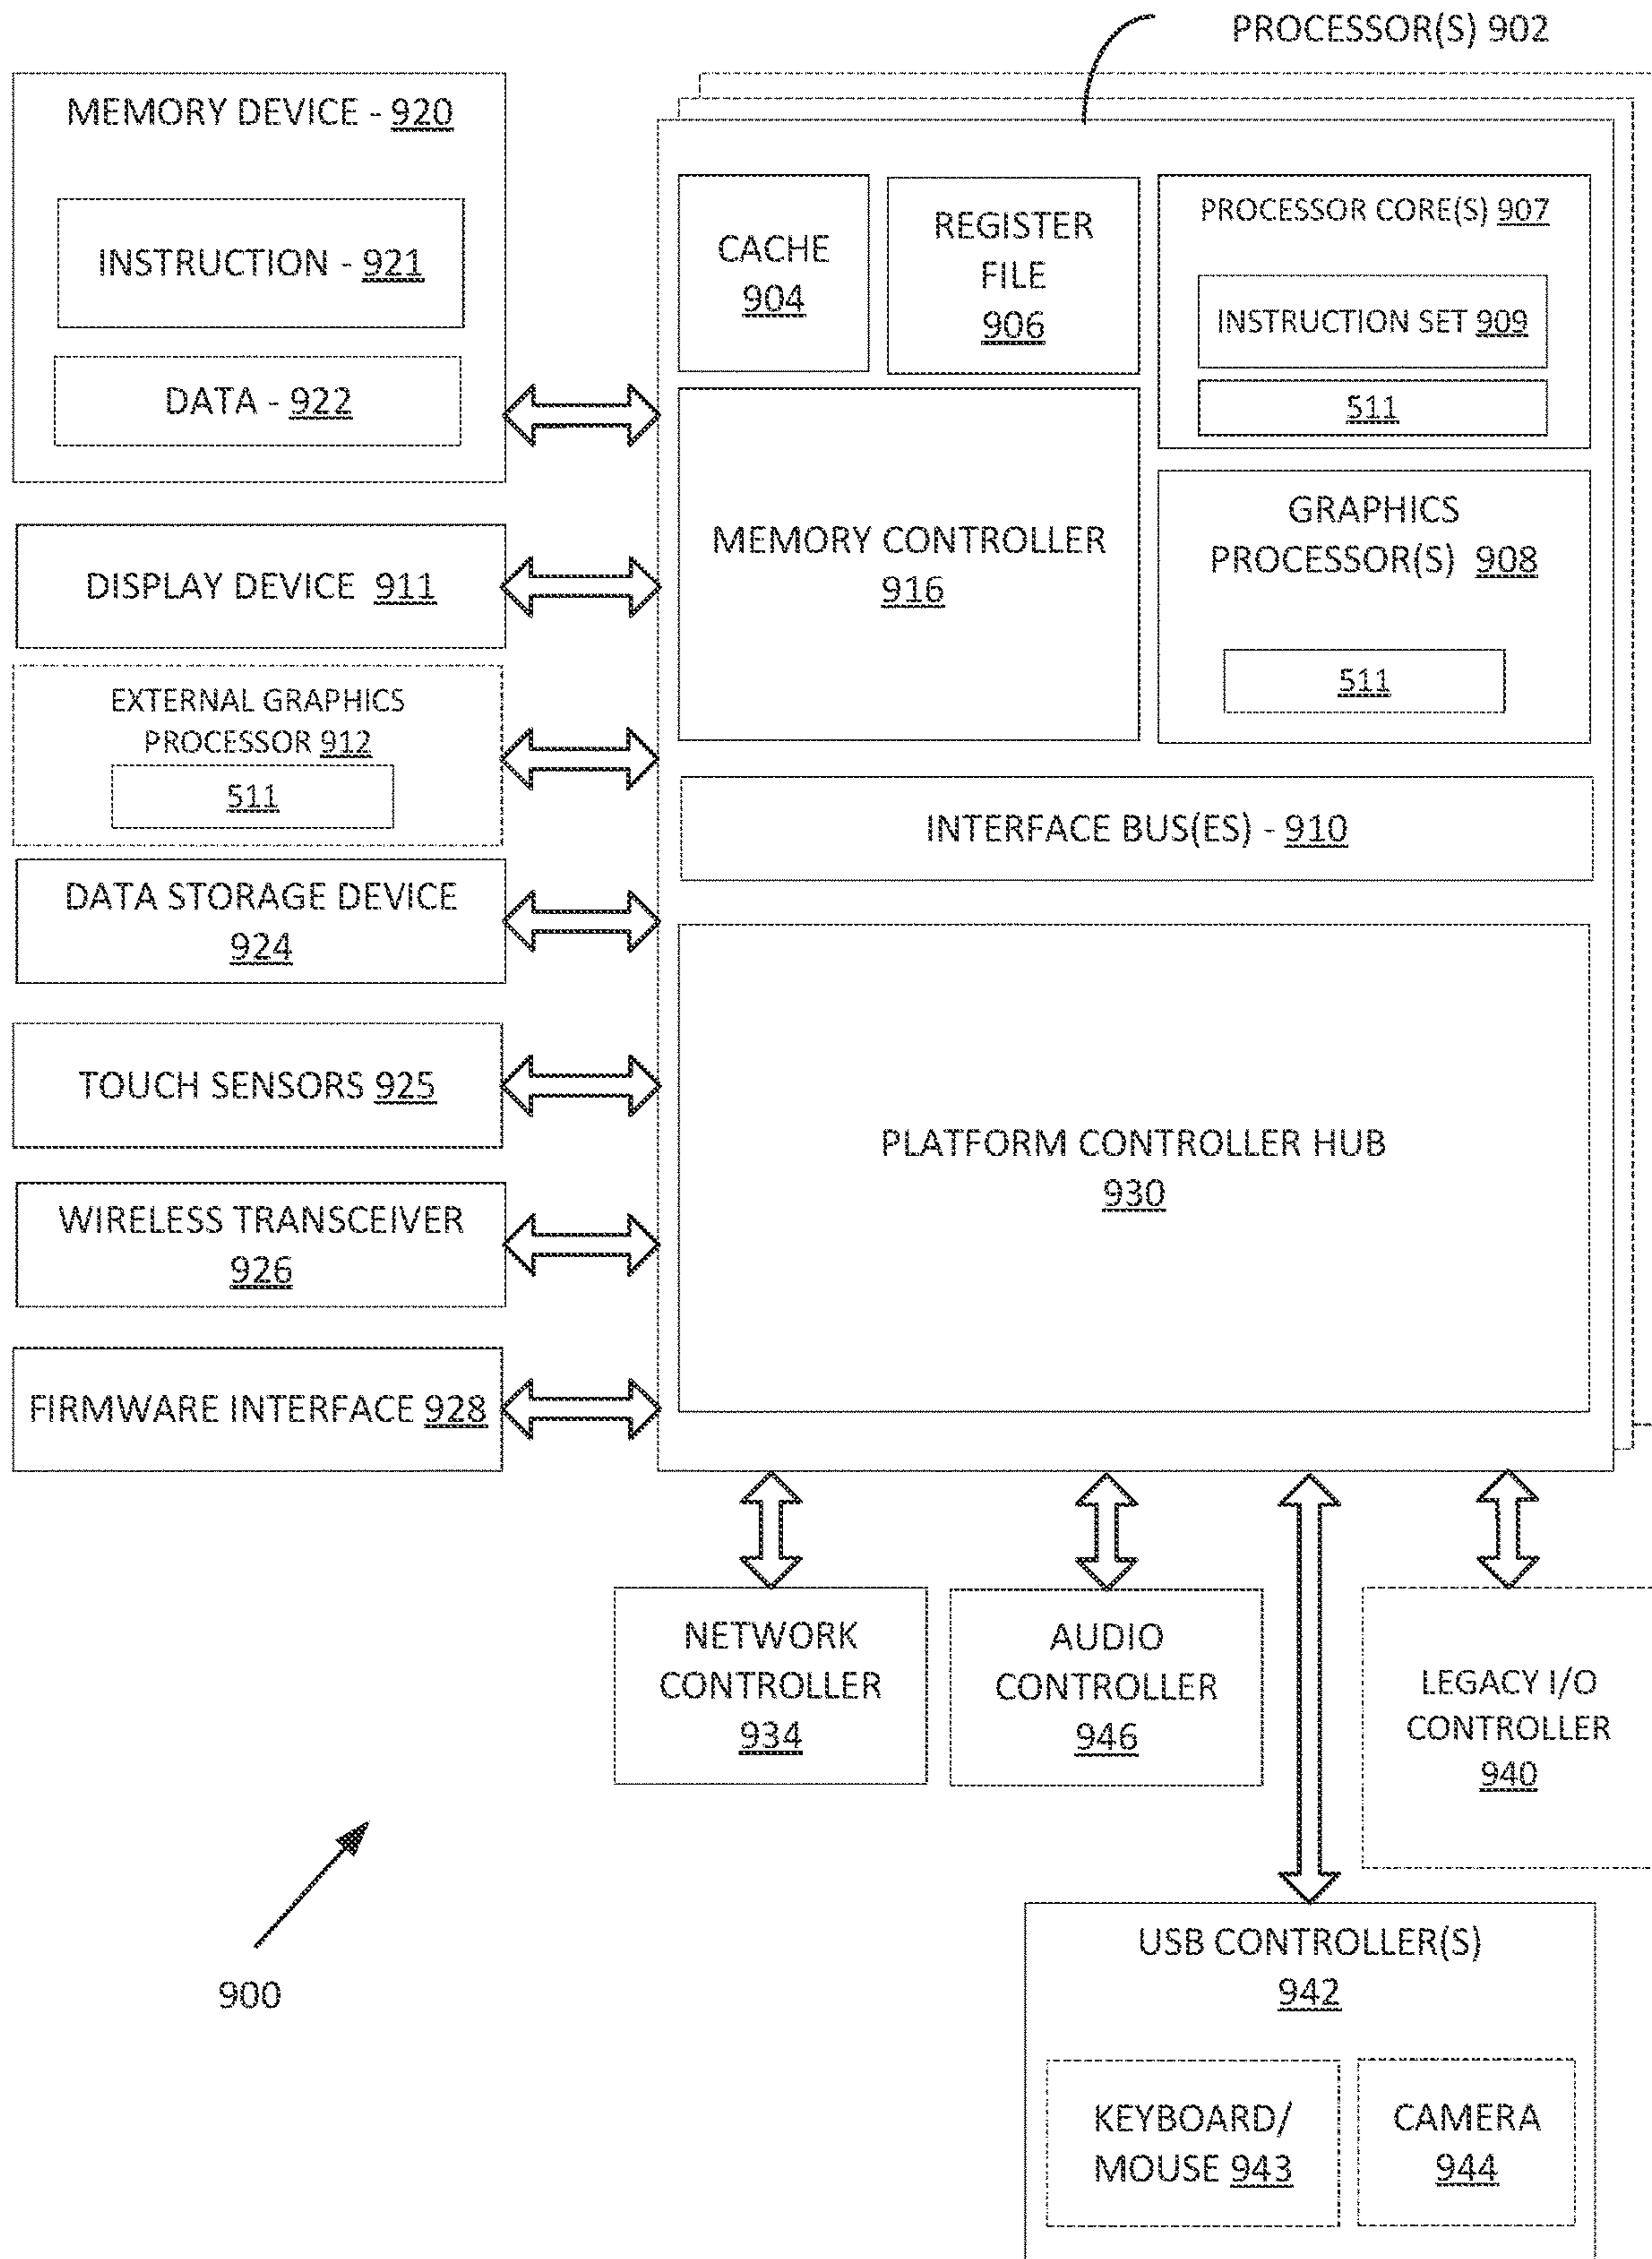 PROCESSOR(S) 902
MEMORY DEVICE - 920
INSTRUCTION - 921
DATA - 922
DISPLAY DEVICE 911
EXTERNAL GRAPHICS
PROCESSOR 912
511
DATA STORAGE DEVICE
924
TOUCH SENSORS 925
WIRELESS TRANSCEIVER
926
FIRMWARE INTERFACE 928
CACHE
904
REGISTER
FILE
906
PROCESSOR CORE(S) 907
INSTRUCTION SET 909
511
MEMORY CONTROLLER
916
GRAPHICS
PROCESSOR(S) 908
511
INTERFACE BUS(ES) - 910
PLATFORM CONTROLLER HUB
930
NETWORK
CONTROLLER
934
AUDIO
CONTROLLER
946
LEGACY I/O
CONTROLLER
940
USB CONTROLLER(S)
942
KEYBOARD/
MOUSE 943
CAMERA
944
900